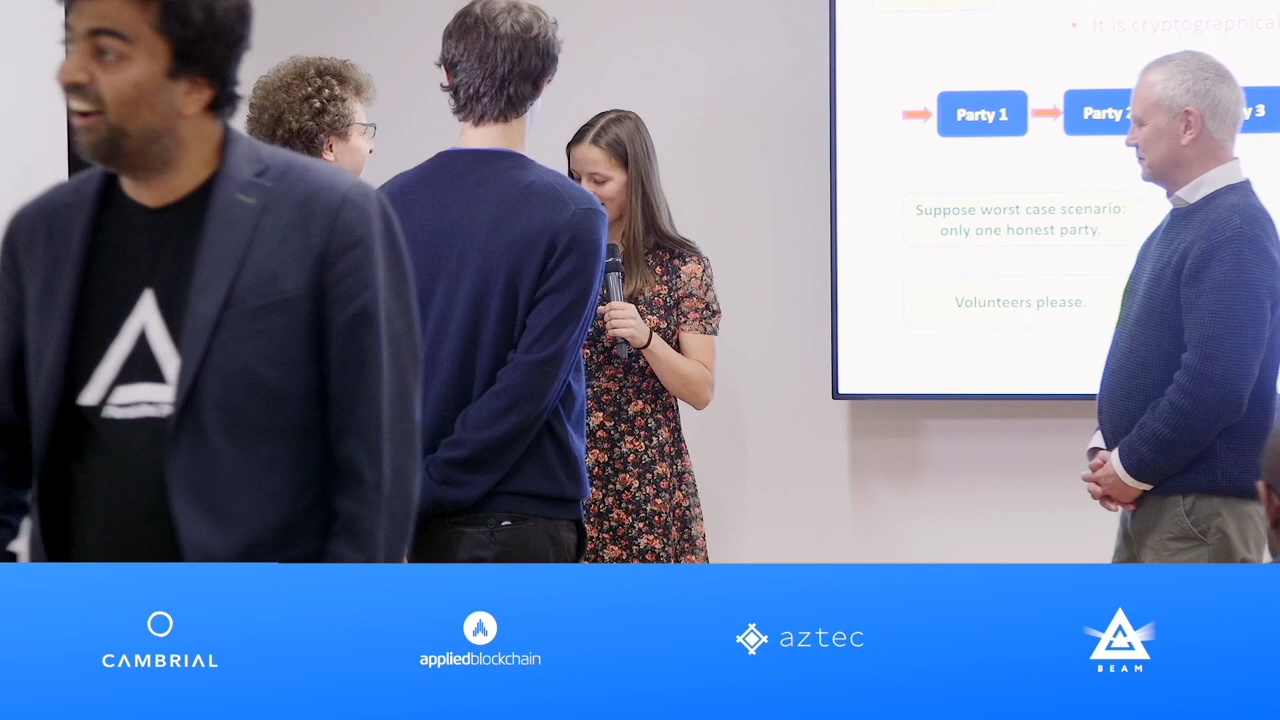 • It is cryptographical
Party 1
Party 2
y 3
Suppose worst case scenario:
only one honest party.
Volunteers please.
CAMBRIAL
appliedblockchain
aztec
BEAM